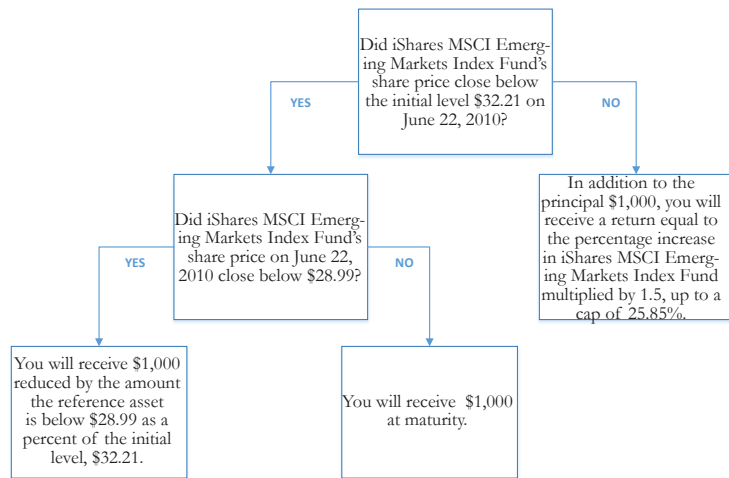 Did iShares MSCI Emerg-
ing Markets Index Fund's
share price close below
the initial level $32.21 on
June 22, 2010?
YES
NO
Did iShares MSCI Emerg-
ing Markets Index Fund's
share price on June 22,
2010 close below $28.99?
In addition to the
principal $1,000, you will
receive a return equal to
the percentage increase
in iShares MSCI Emerg-
ing Markets Index Fund
multiplied by 1.5, up to a
cap of 25.85%.
YES
NO
You will receive $1,000
reduced by the amount
the reference asset
is below $28.99 as a
percent of the initial
level, $32.21.
You will receive $1,000
at maturity.